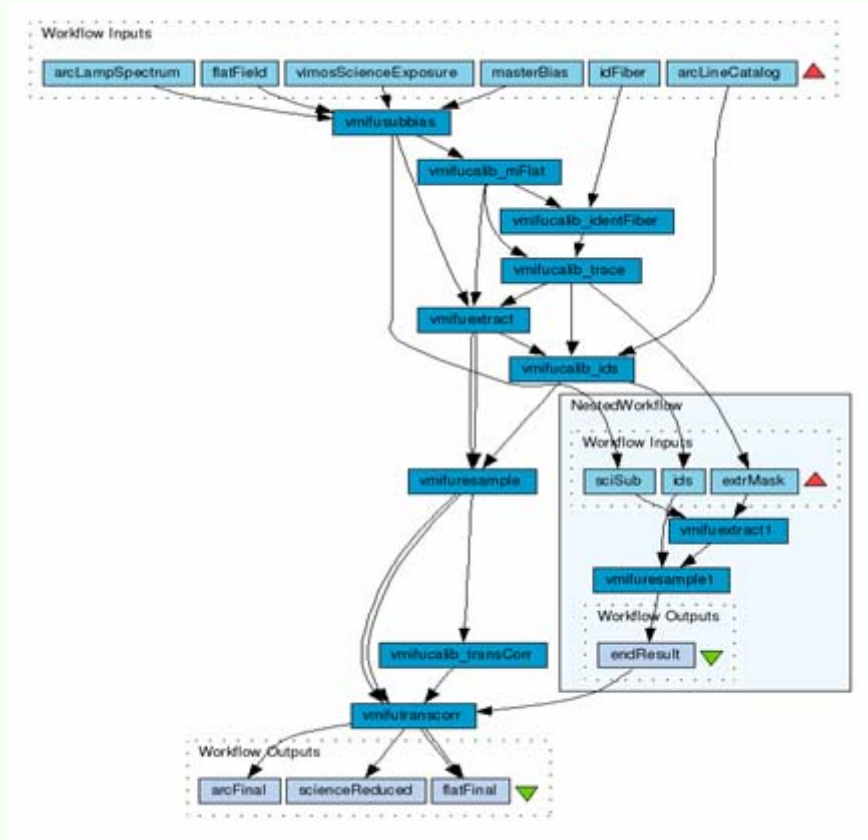 Workflow Inputs
arcLampSpectrum flatField vimosScienceExposure masterBias idFiber arcLineCatalog
vmifusubbias
vmifucalib_mFlat
vmifucalib_identFiber
vmifucalib_trace
vmifuextract
vmifucalib_ids
NestedWorkflow
Workflow Inputs
sciSub ids extrMask
vmifuresample
vmifuextract1
vmifuresample1
Workflow Outputs
endResult
vmifucalib_transCorr
vmifutranscorr
Workflow Outputs
arcFinal scienceReduced flatFinal